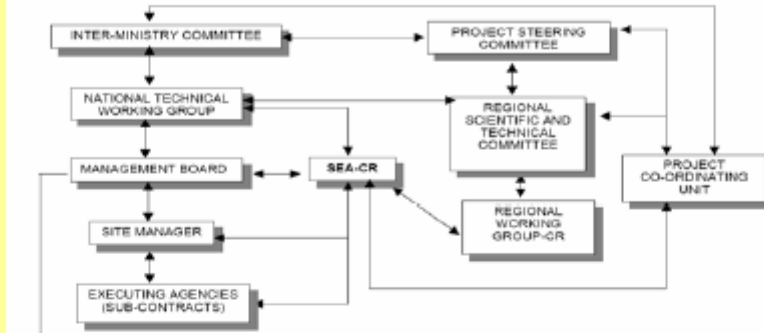 INTER-MINISTRY COMMITTEE
PROJECT STEERING
COMMITTEE
NATIONAL TECHNICAL
WORKING GROUP
REGIONAL
SCIENTIFIC AND
TECHNICAL
COMMITTEE
MANAGEMENT BOARD
SEA-CR
PROJECT
CO-ORDINATING
UNIT
SITE MANAGER
REGIONAL
WORKING
GROUP-CR
EXECUTING AGENCIES
(SUB-CONTRACTS)